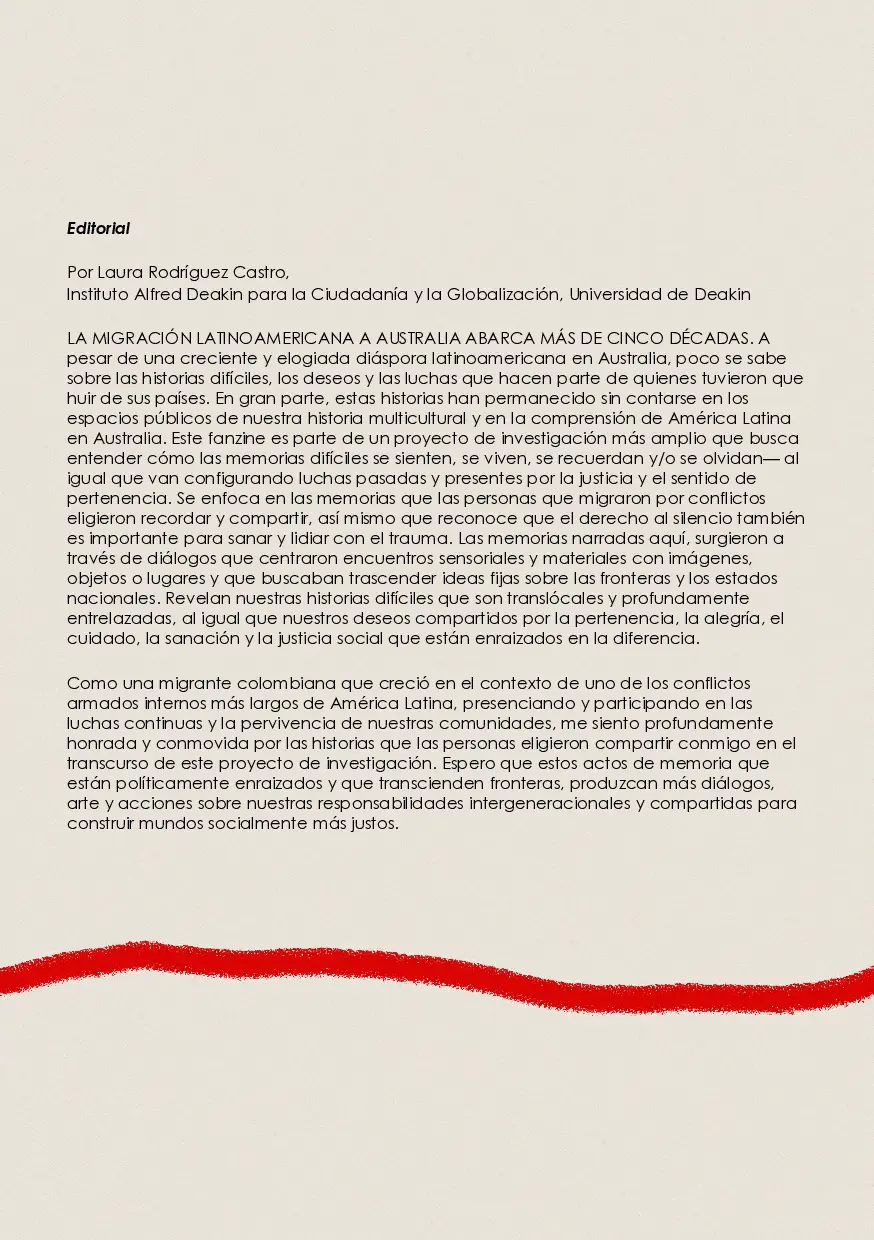 Editorial
Por Laura Rodríguez Castro,
Instituto Alfred Deakin para la Ciudadanía y la Globalización, Universidad de Deakin
LA MIGRACIÓN LATINOAMERICANA A AUSTRALIA ABARCA MÁS DE CINCO DÉCADAS. A
pesar de una creciente y elogiada diáspora latinoamericana en Australia, poco se sabe
sobre las historias difíciles, los deseos y las luchas que hacen parte de quienes tuvieron que
huir de sus países. En gran parte, estas historias han permanecido sin contarse en los
espacios públicos de nuestra historia multicultural y en la comprensión de América Latina
en Australia. Este fanzine es parte de un proyecto de investigación más amplio que busca
entender cómo las memorias difíciles se sienten, se viven, se recuerdan y/o se olvidan— al
igual que van configurando luchas pasadas y presentes por la justicia y el sentido de
pertenencia. Se enfoca en las memorias que las personas que migraron por conflictos
eligieron recordar y compartir, así mismo que reconoce que el derecho al silencio también
es importante para sanar y lidiar con el trauma. Las memorias narradas aquí, surgieron a
través de diálogos que centraron encuentros sensoriales y materiales con imágenes,
objetos o lugares y que buscaban trascender ideas fijas sobre las fronteras y los estados
nacionales. Revelan nuestras historias difíciles que son translócales y profundamente
entrelazadas, al igual que nuestros deseos compartidos por la pertenencia, la alegría, el
cuidado, la sanación y la justicia social que están enraizados en la diferencia.
Como una migrante colombiana que creció en el contexto de uno de los conflictos
armados internos más largos de América Latina, presenciando y participando en las
luchas continuas y la pervivencia de nuestras comunidades, me siento profundamente
honrada y conmovida por las historias que las personas eligieron compartir conmigo en el
transcurso de este proyecto de investigación. Espero que estos actos de memoria que
están políticamente enraizados y que transcienden fronteras, produzcan más diálogos,
arte y acciones sobre nuestras responsabilidades intergeneracionales y compartidas para
construir mundos socialmente más justos.